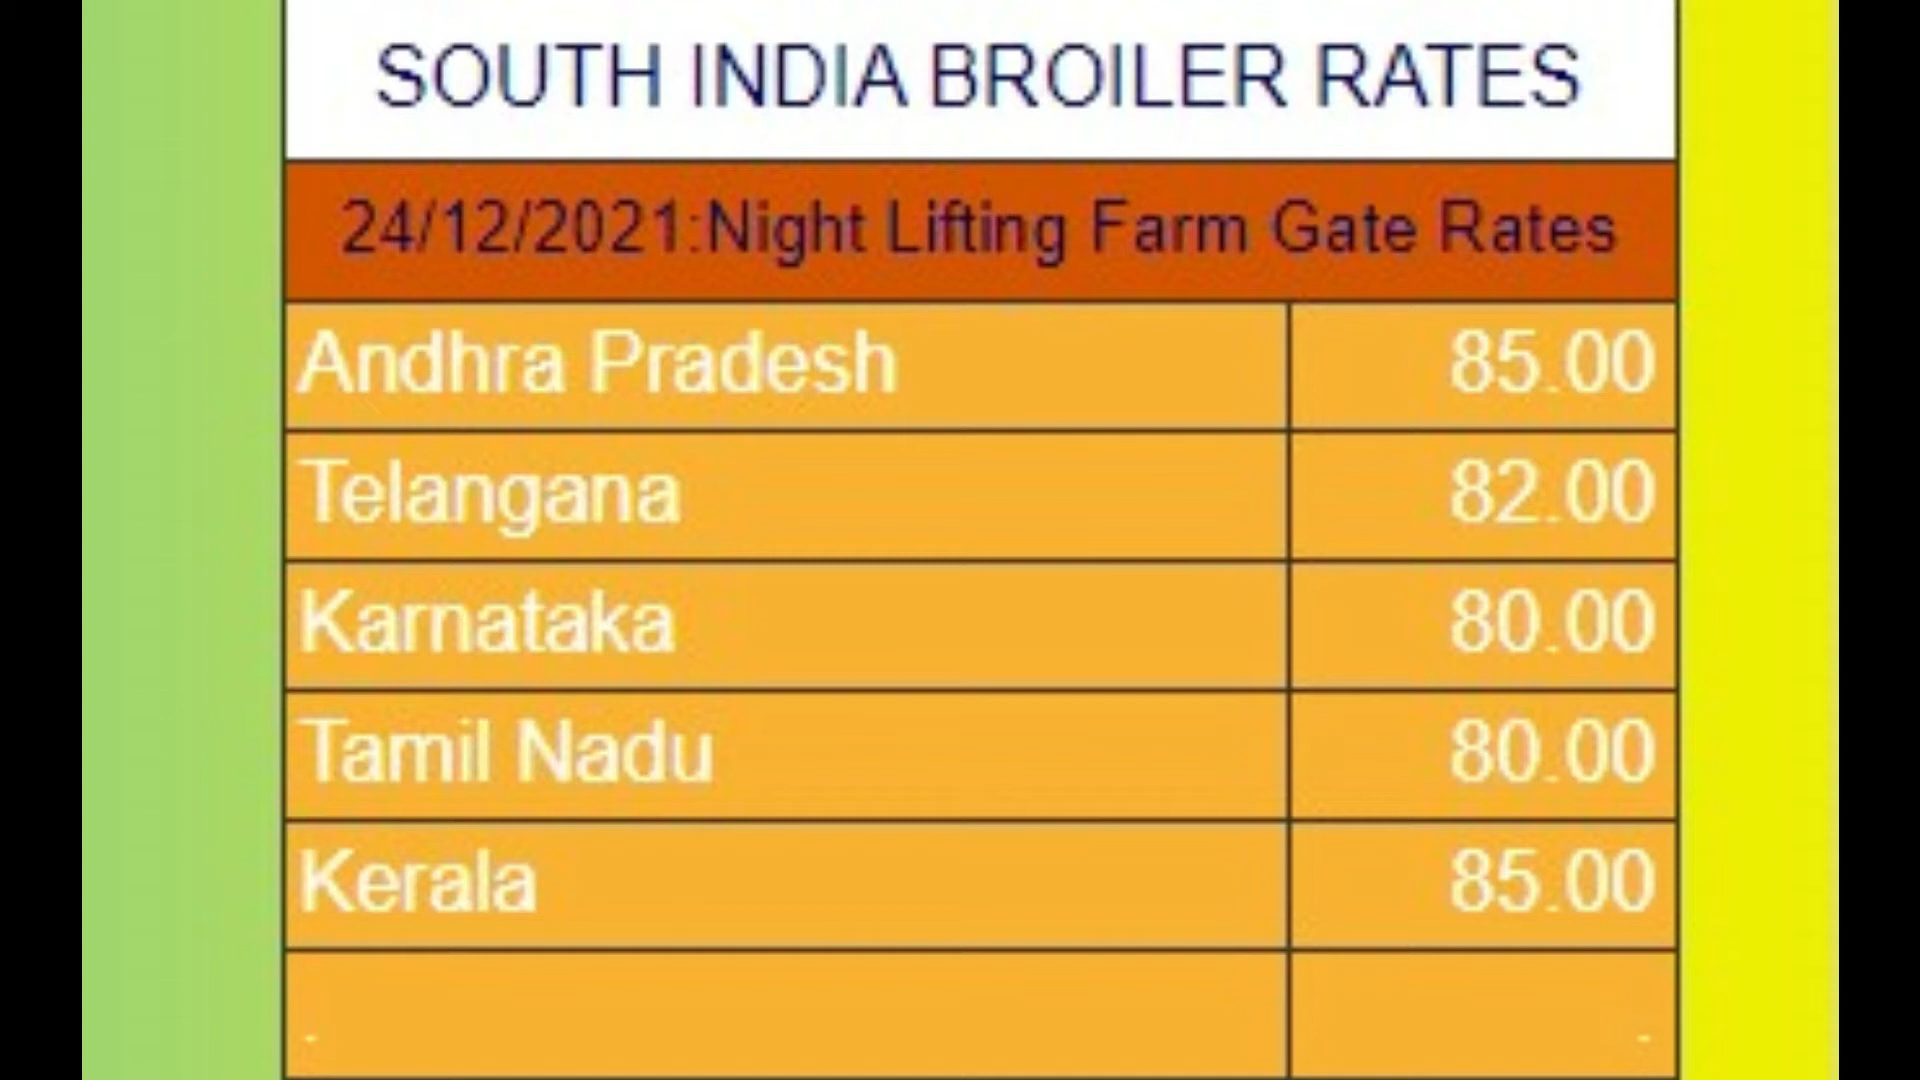 SOUTH INDIA BROILER RATES
24/12/2021:Night Lifting Farm Gate Rates
Andhra Pradesh 85.00
Telangana 82.00
Karnataka 80.00
Tamil Nadu 80.00
Kerala 85.00
- -